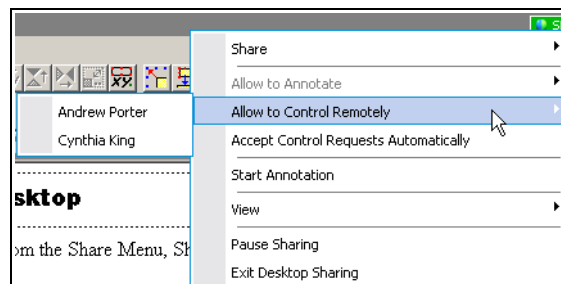 S
Share
Allow to Annotate
Allow to Control Remotely
Andrew Porter
Cynthia King
Accept Control Requests Automatically
Start Annotation
View
Pause Sharing
Exit Desktop Sharing
sktop
om the Share Menu, Sh